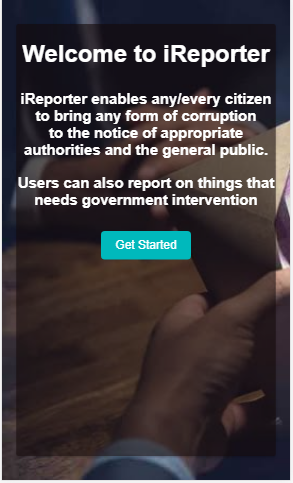 Welcome to iReporter
iReporter enables any/every citizen
to bring any form of corruption
to the notice of appropriate
authorities and the general public.
Users can also report on things that
needs government intervention
Get Started